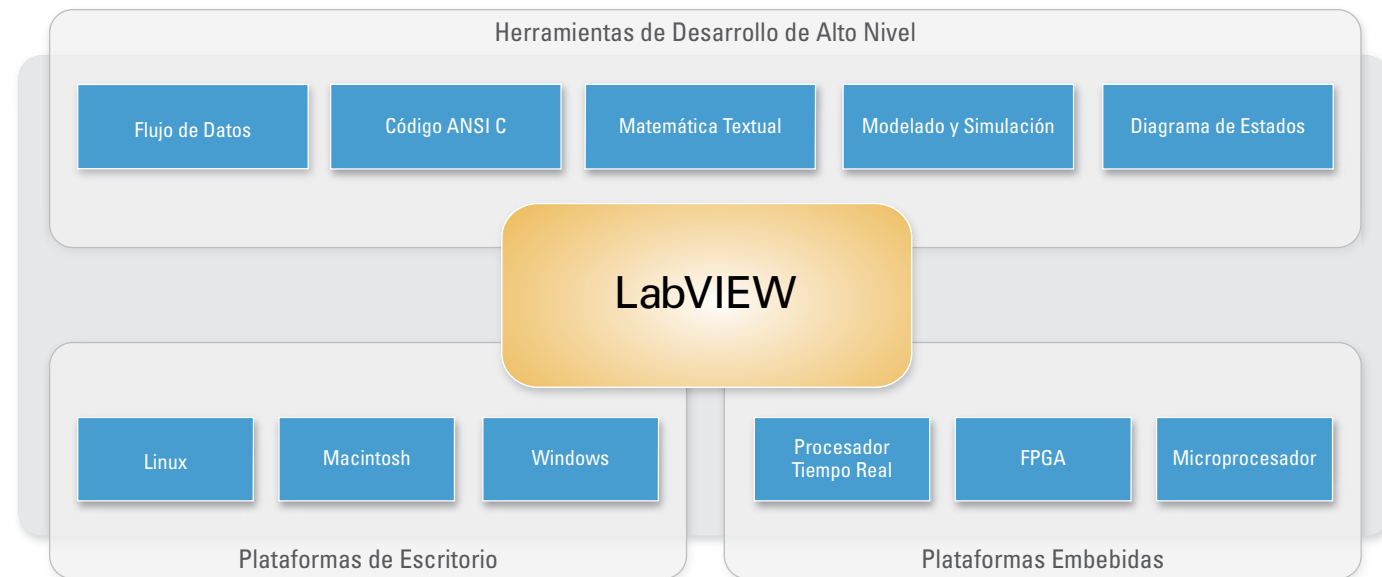 Herramientas de Desarrollo de Alto Nivel
Flujo de Datos
Código ANSI C
Matemática Textual
Modelado y Simulación
Diagrama de Estados
LabVIEW
Linux
Macintosh
Windows
Plataformas de Escritorio
Procesador
Tiempo Real
FPGA
Microprocesador
Plataformas Embebidas